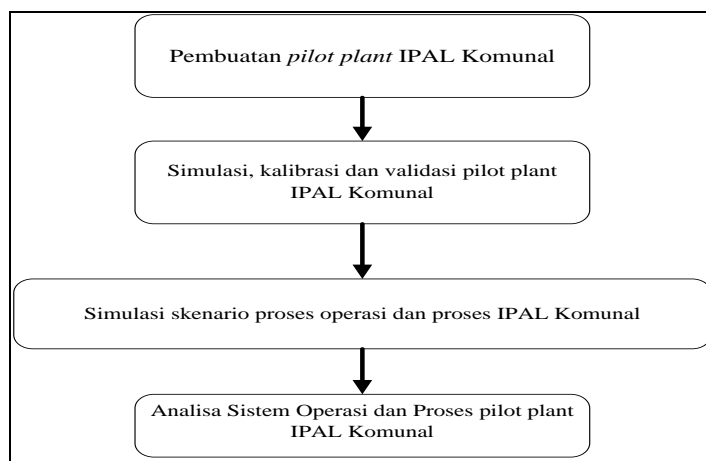 Pembuatan pilot plant IPAL Komunal
Simulasi, kalibrasi dan validasi pilot plant
IPAL Komunal
Simulasi skenario proses operasi dan proses IPAL Komunal
Analisa Sistem Operasi dan Proses pilot plant
IPAL Komunal